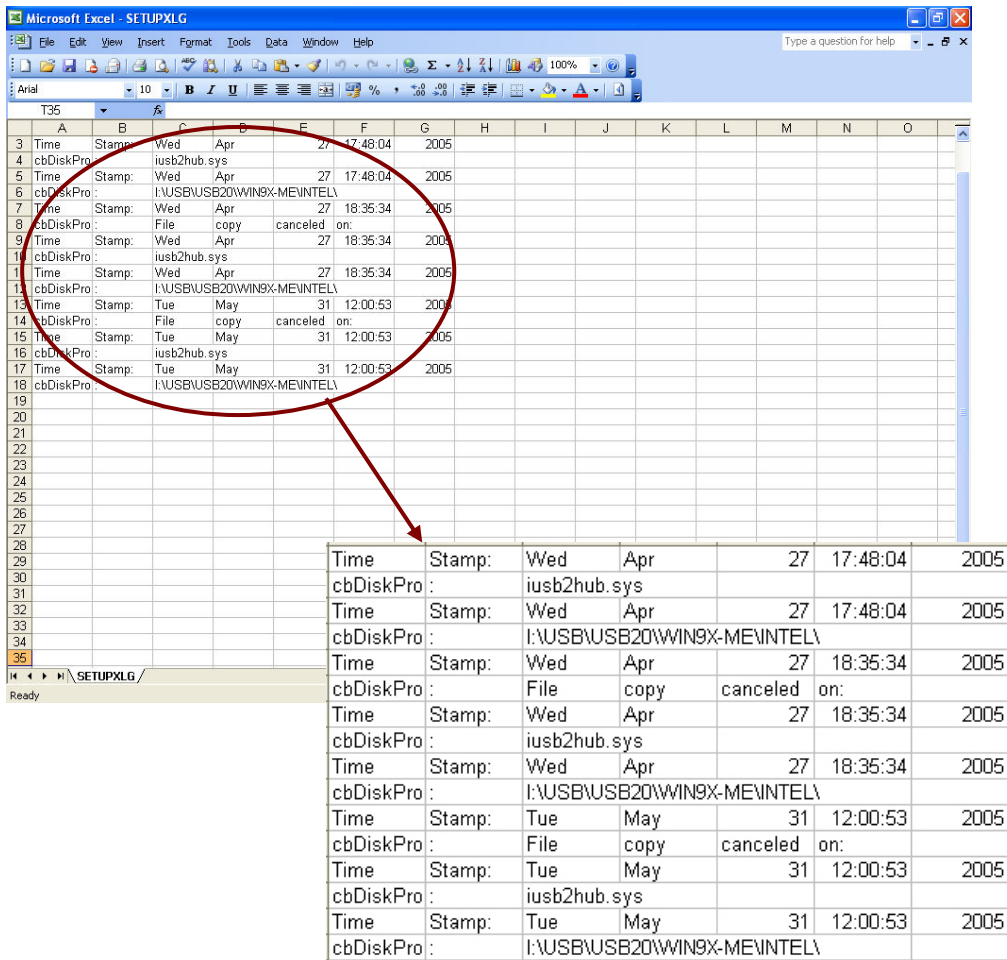 Microsoft Excel - SETUPXLG
File Edit View Insert Format Tools Data Window Help Type a question for help
100%
Arial 10 B I U % ,
T35 fx
A B C D E F G H I J K L M N O
3 Time Stamp: Wed Apr 27 17:48:04 2005
4 cbDiskPro : iusb2hub.sys
5 Time Stamp: Wed Apr 27 17:48:04 2005
6 cbDiskPro : I:\USB\USB20\WIN9X-ME\INTEL\
7 Time Stamp: Wed Apr 27 18:35:34 2005
8 cbDiskPro : File copy canceled on:
9 Time Stamp: Wed Apr 27 18:35:34 2005
10 cbDiskPro : iusb2hub.sys
11 Time Stamp: Wed Apr 27 18:35:34 2005
12 cbDiskPro : I:\USB\USB20\WIN9X-ME\INTEL\
13 Time Stamp: Tue May 31 12:00:53 2005
14 cbDiskPro : File copy canceled on:
15 Time Stamp: Tue May 31 12:00:53 2005
16 cbDiskPro : iusb2hub.sys
17 Time Stamp: Tue May 31 12:00:53 2005
18 cbDiskPro : I:\USB\USB20\WIN9X-ME\INTEL\
19
20
21
22
23
24
25
26
27
28
29
30
31
32
33
34
35
SETUPXLG
Ready
Time Stamp: Wed Apr 27 17:48:04 2005
cbDiskPro : iusb2hub.sys
Time Stamp: Wed Apr 27 17:48:04 2005
cbDiskPro : I:\USB\USB20\WIN9X-ME\INTEL\
Time Stamp: Wed Apr 27 18:35:34 2005
cbDiskPro : File copy canceled on:
Time Stamp: Wed Apr 27 18:35:34 2005
cbDiskPro : iusb2hub.sys
Time Stamp: Wed Apr 27 18:35:34 2005
cbDiskPro : I:\USB\USB20\WIN9X-ME\INTEL\
Time Stamp: Tue May 31 12:00:53 2005
cbDiskPro : File copy canceled on:
Time Stamp: Tue May 31 12:00:53 2005
cbDiskPro : iusb2hub.sys
Time Stamp: Tue May 31 12:00:53 2005
cbDiskPro : I:\USB\USB20\WIN9X-ME\INTEL\